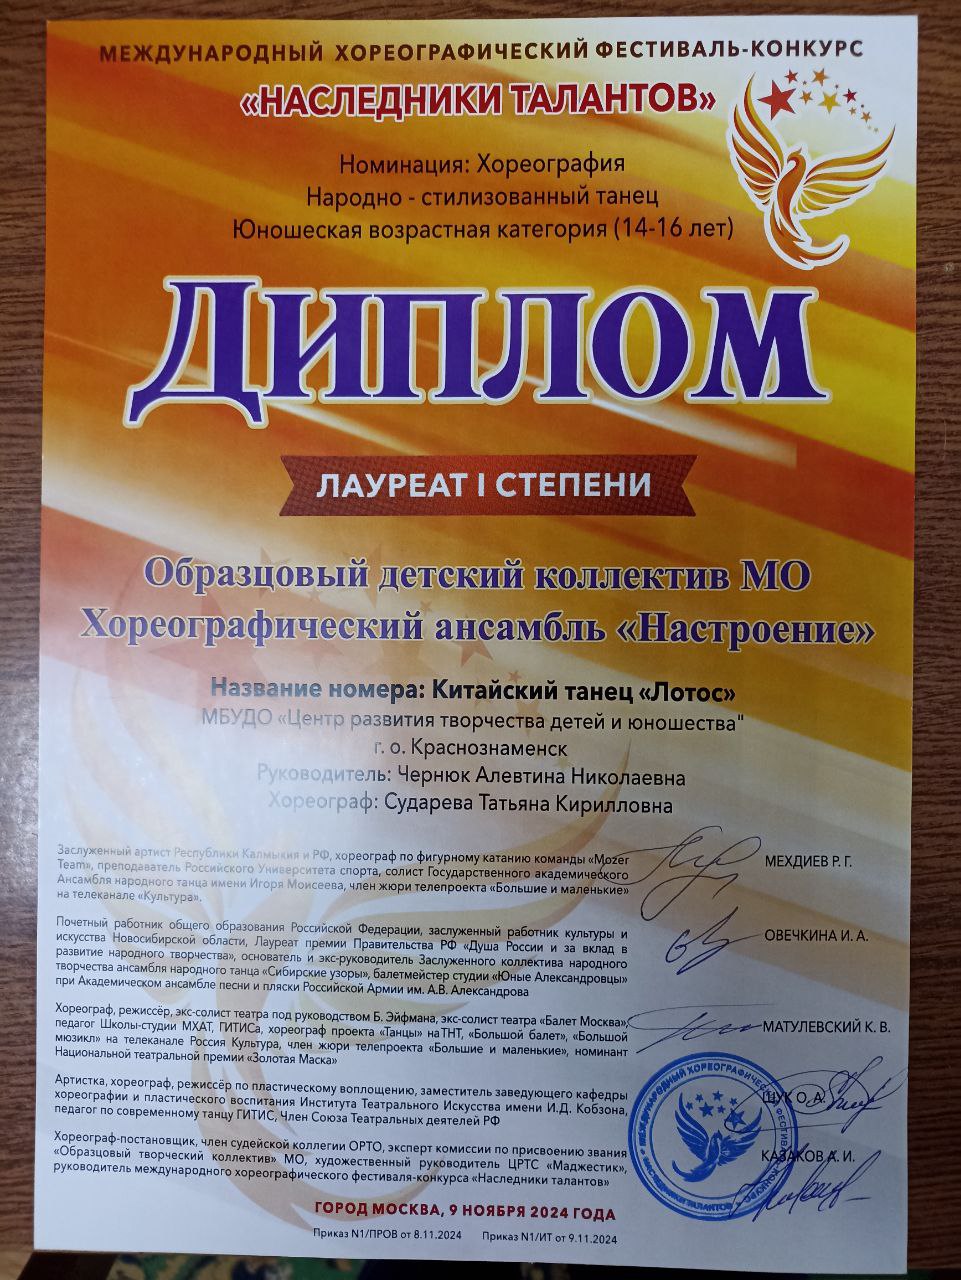 МЕЖДУНАРОДНЫЙ ХОРЕОГРАФИЧЕСКИЙ ФЕСТИВАЛЬ-КОНКУРС
«НАСЛЕДНИКИ ТАЛАНТОВ»
Номинация: Хореография
Народно - стилизованный танец
Юношеская возрастная категория (14-16 лет)
ДИПЛОМ
ЛАУРЕАТ I СТЕПЕНИ
Образцовый детский коллектив МО
Хореографический ансамбль «Настроение»
Название номера: Китайский танец «Лотос»
МБУДО «Центр развития творчества детей и юношества"
г. о. Краснознаменск
Руководитель: Чернюк Алевтина Николаевна
Хореограф: Сударева Татьяна Кирилловна
Заслуженный артист Республики Калмыкия и РФ, хореограф по фигурному катанию команды «Mozer
Team», преподаватель Российского Университета спорта, солист Государственного академического
Ансамбля народного танца имени Игоря Моисеева, член жюри телепроекта «Большие и маленькие»
на телеканале «Культура».
МЕХДИЕВ Р. Г.
Почетный работник общего образования Российской Федерации, заслуженный работник культуры и
искусства Новосибирской области, Лауреат премии Правительства РФ «Душа России и за вклад в
развитие народного творчества», основатель и экс-руководитель Заслуженного коллектива народного
творчества ансамбля народного танца «Сибирские узоры», балетмейстер студии «Юные Александровцы»
при Академическом ансамбле песни и пляски Российской Армии им. А.В. Александрова
ОВЕЧКИНА И. А.
Хореограф, режиссёр, экс-солист театра под руководством Б. Эйфмана, экс-солист театра «Балет Москва»,
педагог Школы-студии МХАТ, ГИТИСа, хореограф проекта «Танцы» на ТНТ, «Большой балет», «Большой
мюзикл» на телеканале Россия Культура, член жюри телепроекта «Большие и маленькие», номинант
Национальной театральной премии «Золотая Маска»
МАТУЛЕВСКИЙ К. В.
Артистка, хореограф, режиссёр по пластическому воплощению, заместитель заведующего кафедры
хореографии и пластического воспитания Института Театрального Искусства имени И.Д. Кобзона,
педагог по современному танцу ГИТИС, Член Союза Театральных деятелей РФ
ЩУК О. А.
Хореограф-постановщик, член судейской коллегии ОРТО, эксперт комиссии по присвоению звания
«Образцовый творческий коллектив» МО, художественный руководитель ЦРТС «Маджестик»,
руководитель международного хореографического фестиваля-конкурса «Наследники талантов»
КАЗАКОВ А. И.
МЕЖДУНАРОДНЫЙ ХОРЕОГРАФИЧЕСКИЙ ФЕСТИВАЛЬ-КОНКУРС
«НАСЛЕДНИКИ ТАЛАНТОВ»
ГОРОД МОСКВА, 9 НОЯБРЯ 2024 ГОДА
Приказ N1/ПРОВ от 8.11.2024 Приказ N1/ИТ от 9.11.2024